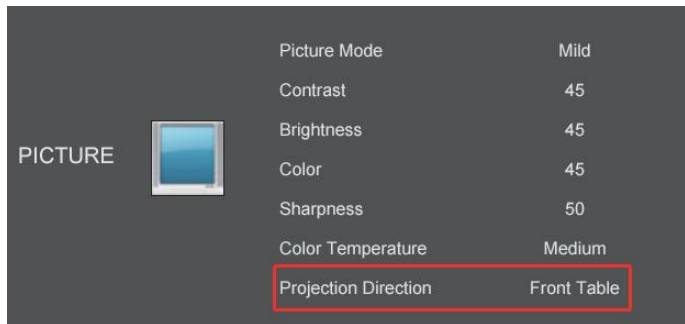 Picture Mode Mild
Contrast 45
Brightness 45
PICTURE
Color 45
Sharpness 50
Color Temperature Medium
Projection Direction Front Table